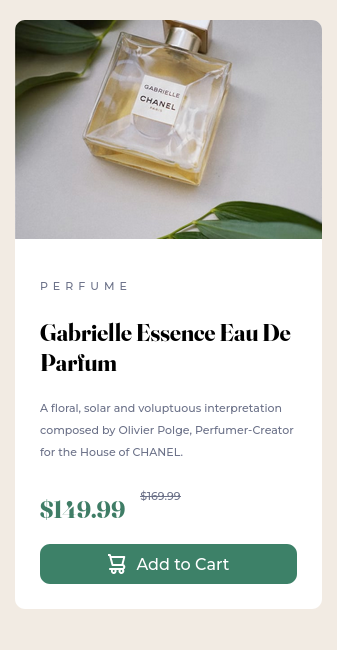 GABRIELLE
CHANEL
PARIS
PERFUME
Gabrielle Essence Eau De
Parfum
A floral, solar and voluptuous interpretation
composed by Olivier Polge, Perfumer-Creator
for the House of CHANEL.
$149.99 $169.99
Add to Cart